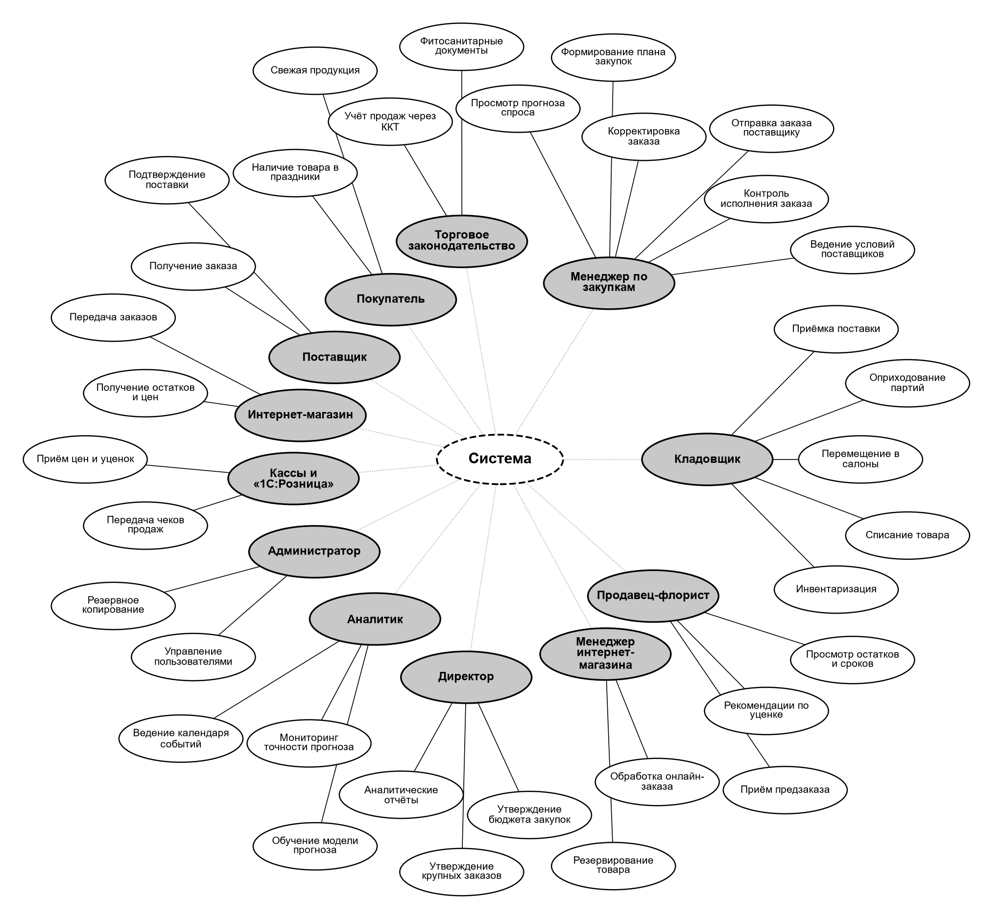 Фитосанитарные
документы
Формирование плана
закупок
Свежая продукция
Просмотр прогноза
спроса
Учёт продаж через
ККТ
Отправка заказа
поставщику
Корректировка
заказа
Наличие товара в
праздники
Подтверждение
поставки
Контроль
исполнения заказа
Торговое
законодательство
Ведение условий
поставщиков
Получение заказа
Менеджер по
закупкам
Покупатель
Передача заказов
Приёмка поставки
Поставщик
Получение остатков
и цен
Оприходование
партий
Интернет-магазин
Приём цен и уценок
Система
Кладовщик
Перемещение в
салоны
Кассы и
«1С:Розница»
Передача чеков
продаж
Списание товара
Администратор
Инвентаризация
Продавец-флорист
Резервное
копирование
Аналитик
Менеджер
интернет-
магазина
Управление
пользователями
Просмотр остатков
и сроков
Директор
Рекомендации по
уценке
Ведение календаря
событий
Мониторинг
точности прогноза
Обработка онлайн-
заказа
Приём предзаказа
Аналитические
отчёты
Утверждение
бюджета закупок
Обучение модели
прогноза
Резервирование
товара
Утверждение
крупных заказов